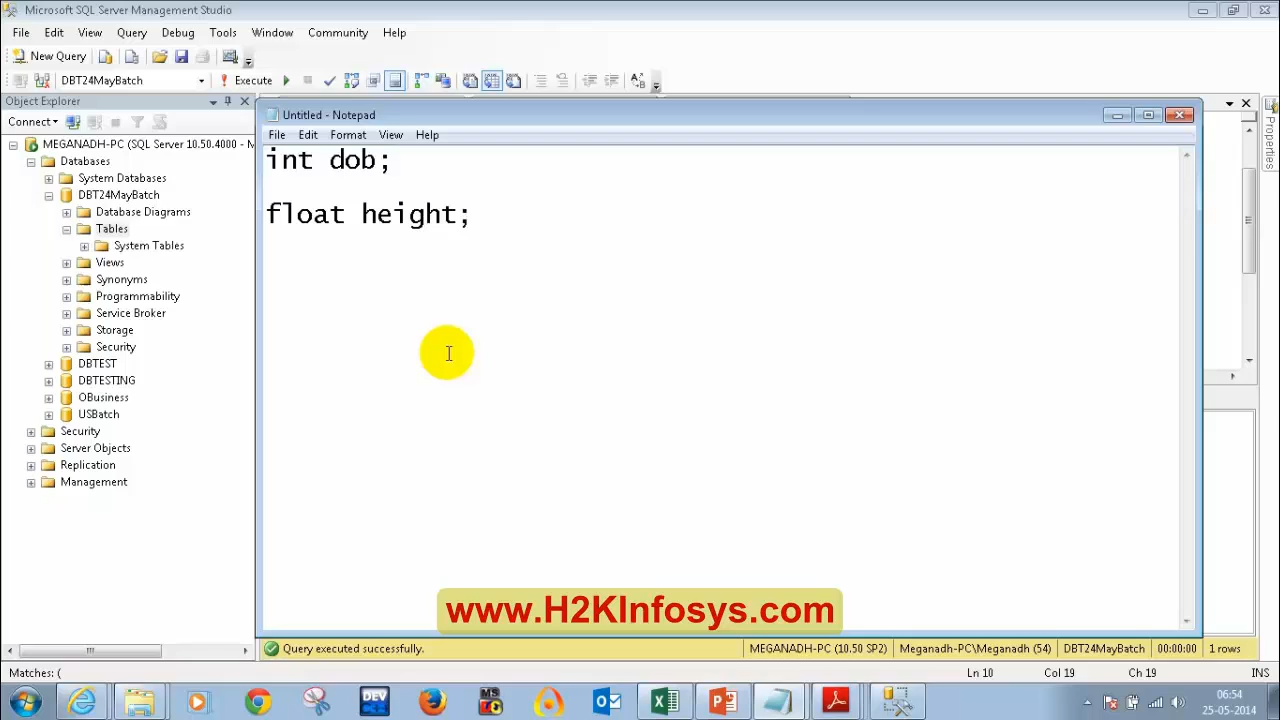 Microsoft SQL Server Management Studio
File Edit View Query Debug Tools Window Community Help
New Query
DBT24MayBatch
Execute
Object Explorer
Connect
MEGANADH-PC (SQL Server 10.50.4000 - M
Databases
System Databases
DBT24MayBatch
Database Diagrams
Tables
System Tables
Views
Synonyms
Programmability
Service Broker
Storage
Security
DBTEST
DBTESTING
OBusiness
USBatch
Security
Server Objects
Replication
Management
Untitled - Notepad
File Edit Format View Help
int dob;
float height;
Properties
www.H2KInfosys.com
Query executed successfully.
MEGANADH-PC (10.50 SP2)
Meganadh-PC\Meganadh (54)
DBT24MayBatch
00:00:00
1 rows
Matches: (
Ln 10
Col 19
Ch 19
INS
DEV
MS
06:54
25-05-2014